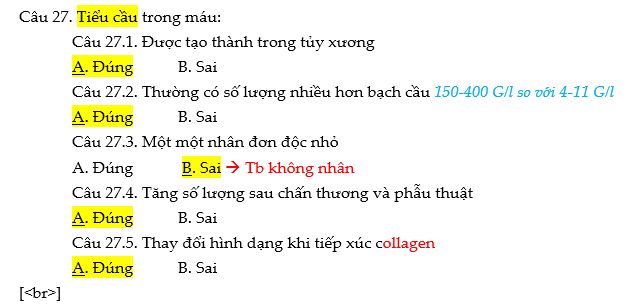 Câu 27. Tiểu cầu trong máu:
Câu 27.1. Được tạo thành trong tủy xương
A. Đúng B. Sai
Câu 27.2. Thường có số lượng nhiều hơn bạch cầu 150-400 G/l so với 4-11 G/l
A. Đúng B. Sai
Câu 27.3. Một một nhân đơn độc nhỏ
A. Đúng B. Sai → Tb không nhân
Câu 27.4. Tăng số lượng sau chấn thương và phẫu thuật
A. Đúng B. Sai
Câu 27.5. Thay đổi hình dạng khi tiếp xúc collagen
A. Đúng B. Sai
[<br>]